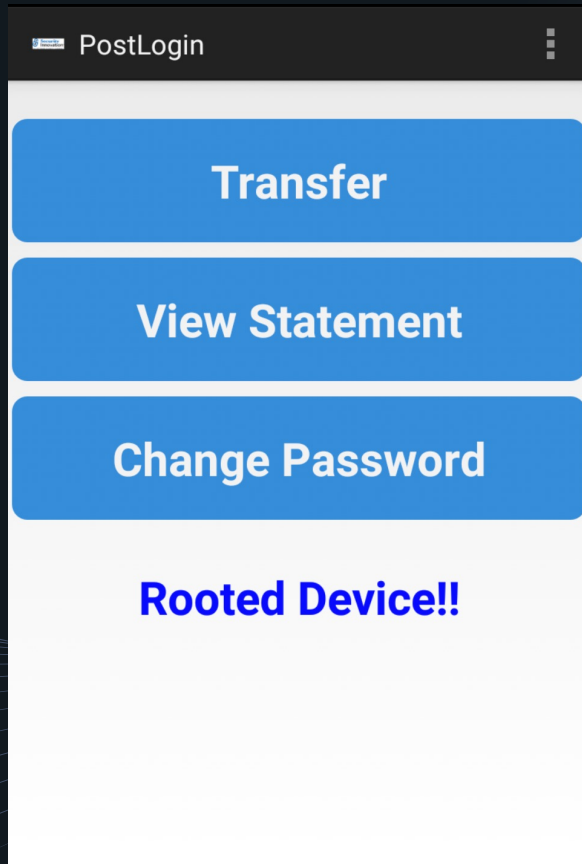 PostLogin
Transfer
View Statement
Change Password
Rooted Device!!